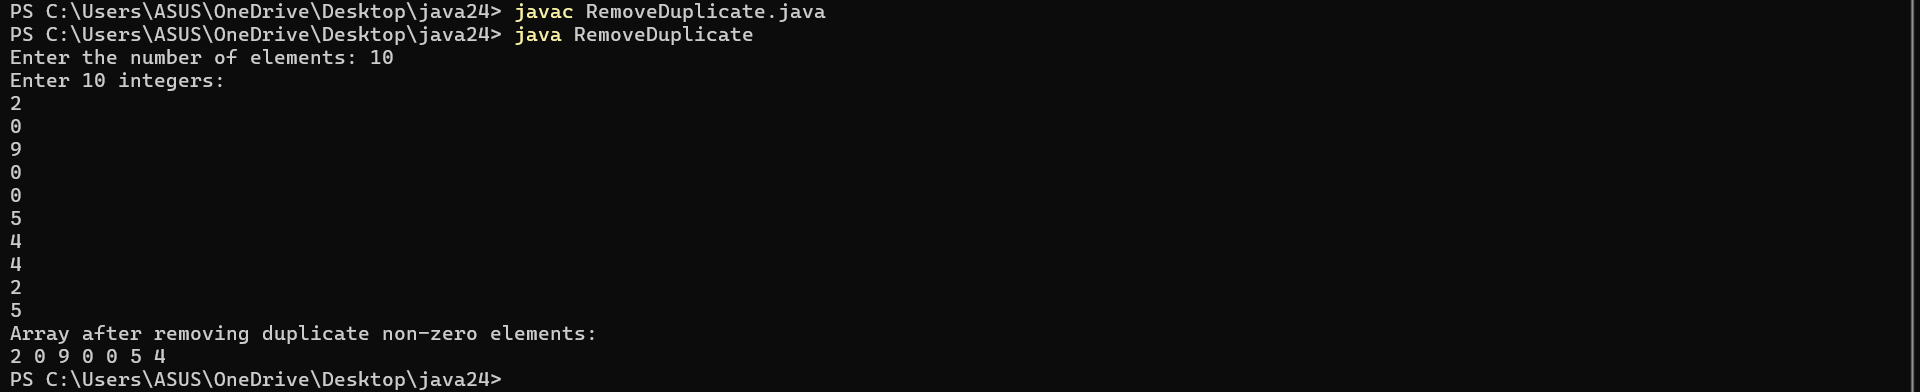 PS C:\Users\ASUS\OneDrive\Desktop\java24> javac RemoveDuplicate.java
PS C:\Users\ASUS\OneDrive\Desktop\java24> java RemoveDuplicate
Enter the number of elements: 10
Enter 10 integers:
2
0
9
0
0
5
4
4
2
5
Array after removing duplicate non-zero elements:
2 0 9 0 0 5 4
PS C:\Users\ASUS\OneDrive\Desktop\java24>